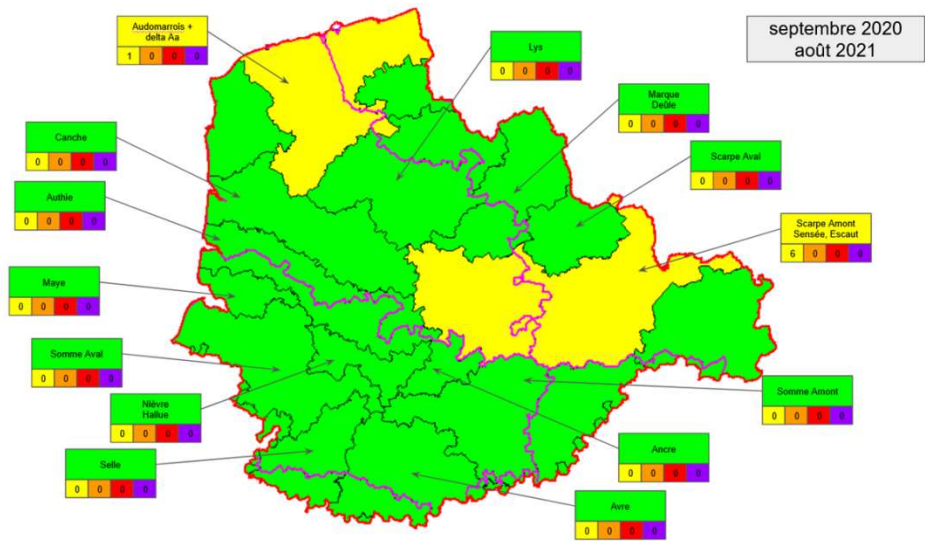 Audomarrois +
delta Aa
1 0 0 0
Lys
0 0 0 0
septembre 2020
août 2021
Marque
Deûle
0 0 0 0
Canche
0 0 0 0
Scarpe Aval
0 0 0 0
Authie
0 0 0 0
Scarpe Amont
Sensée, Escaut
6 0 0 0
Maye
0 0 0 0
Somme Aval
0 0 0 0
Somme Amont
0 0 0 0
Nièvre
Hallue
0 0 0 0
Ancre
0 0 0 0
Selle
0 0 0 0
Avre
0 0 0 0